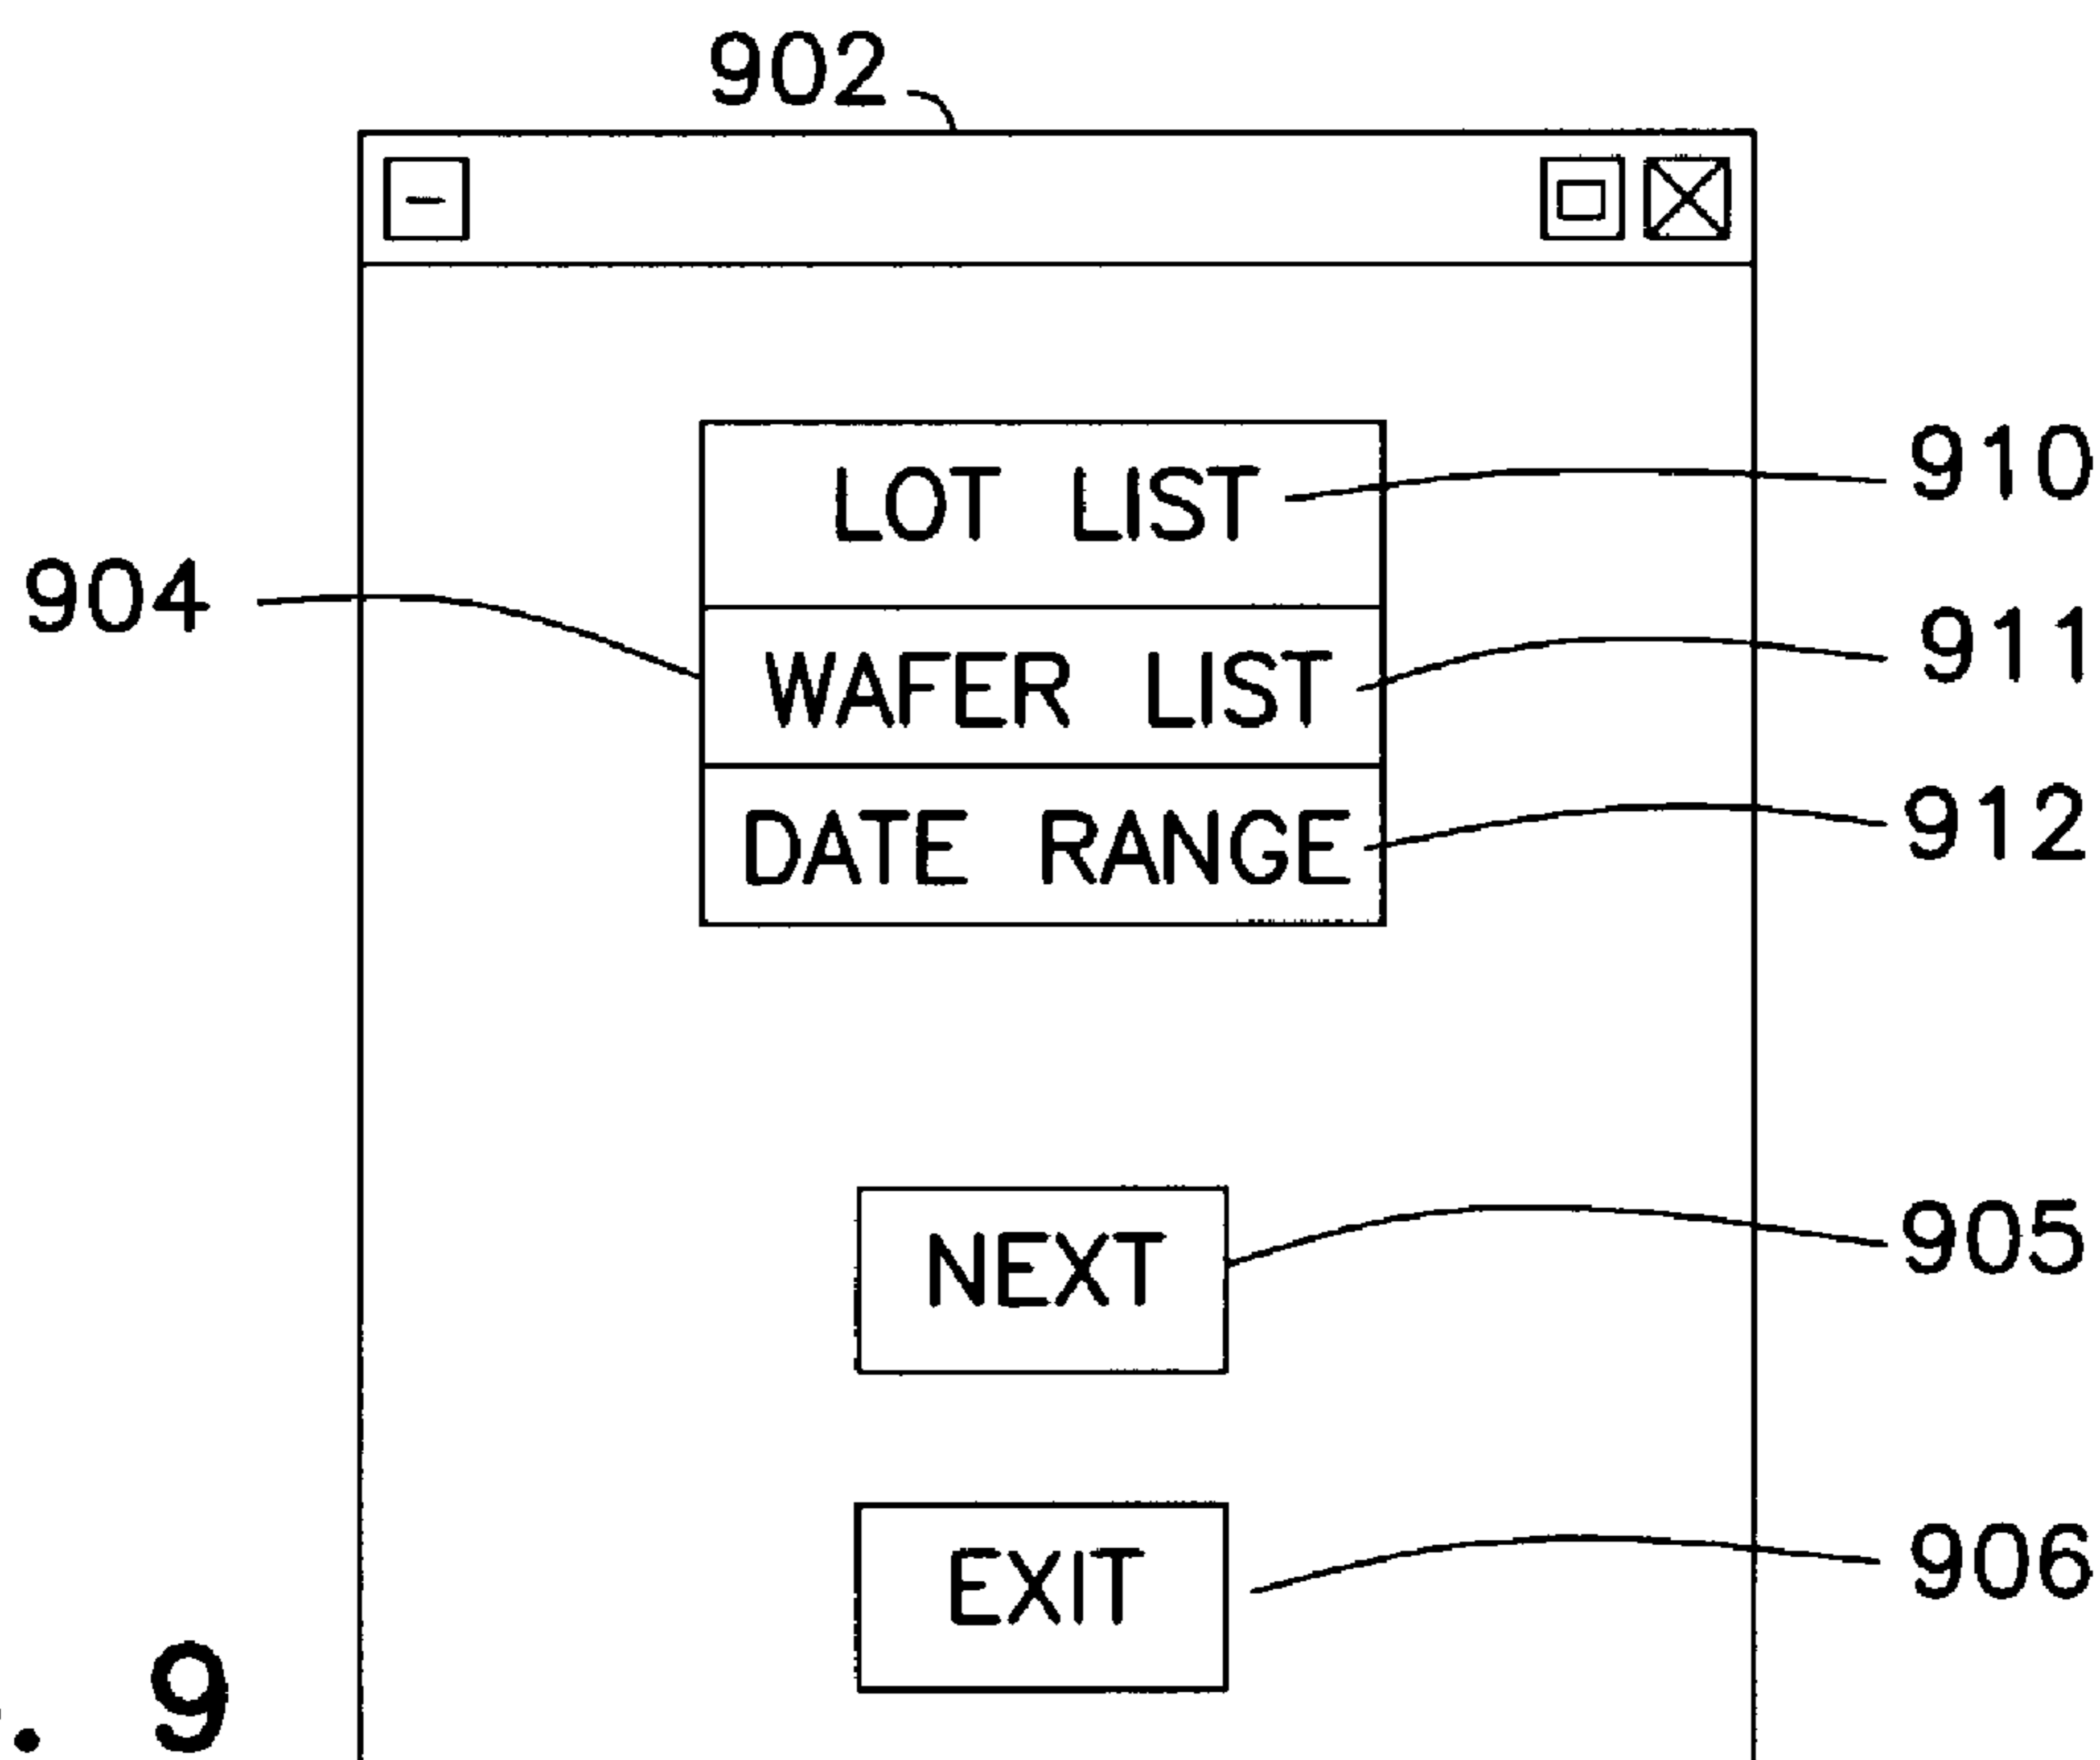 902
LOT LIST 910
904
WAFER LIST 911
DATE RANGE 912
NEXT 905
EXIT 906
. 9